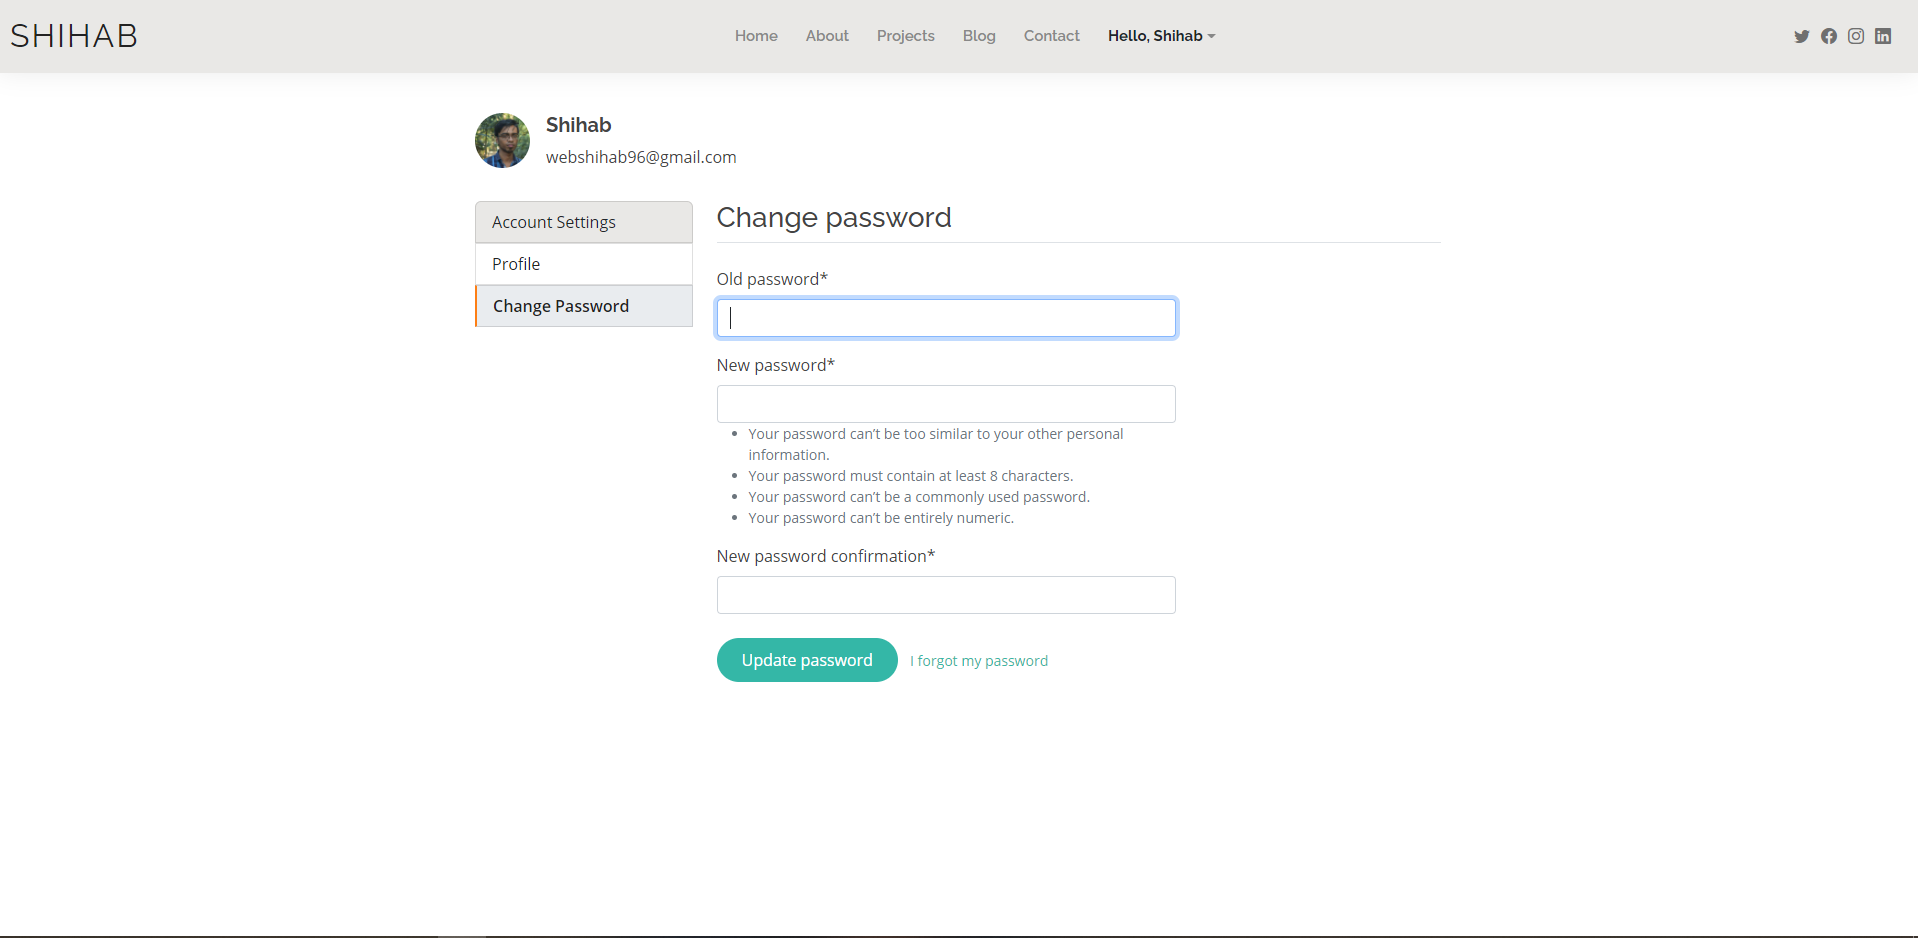 SHIHAB
Home About Projects Blog Contact Hello, Shihab
Shihab
webshihab96@gmail.com
Account Settings
Profile
Change Password
Change password
Old password*
New password*
Your password can’t be too similar to your other personal
information.
Your password must contain at least 8 characters.
Your password can’t be a commonly used password.
Your password can’t be entirely numeric.
New password confirmation*
Update password I forgot my password